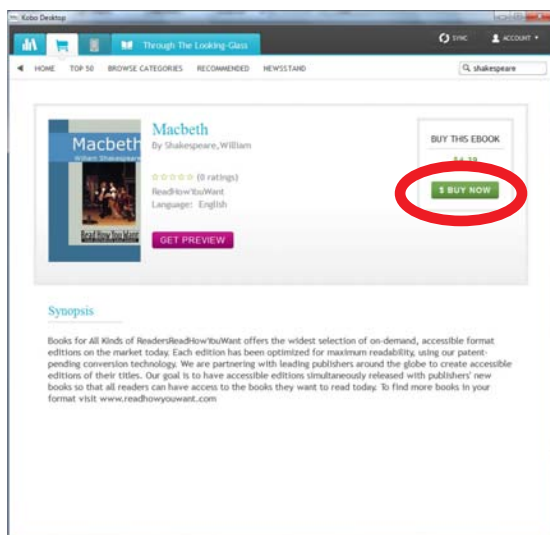 Kobo Desktop
Through The Looking-Glass
SYNC
ACCOUNT
HOME TOP 50 BROWSE CATEGORIES RECOMMENDED NEWSSTAND
shakespeare
Macbeth
William Shakespeare
Read How You Want
Macbeth
By Shakespeare, William
(0 ratings)
ReadHowYouWant
Language: English
GET PREVIEW
BUY THIS EBOOK
$ BUY NOW
Synopsis
Books for All Kinds of ReadersReadHowYouWant offers the widest selection of on-demand, accessible format
editions on the market today. Each edition has been optimized for maximum readability, using our patent-
pending conversion technology. We are partnering with leading publishers around the globe to create accessible
editions of their titles. Our goal is to have accessible editions simultaneously released with publishers' new
books so that all readers can have access to the books they want to read today. To find more books in your
format visit www.readhowyouwant.com